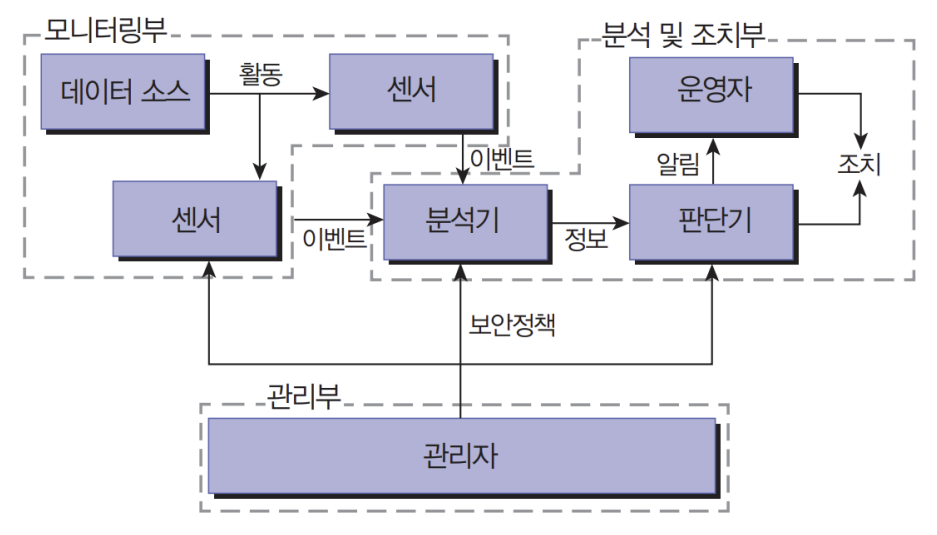 모니터링부
분석 및 조치부
데이터 소스
활동
센서
운영자
이벤트
알림
조치
센서
이벤트
분석기
정보
판단기
보안정책
관리부
관리자